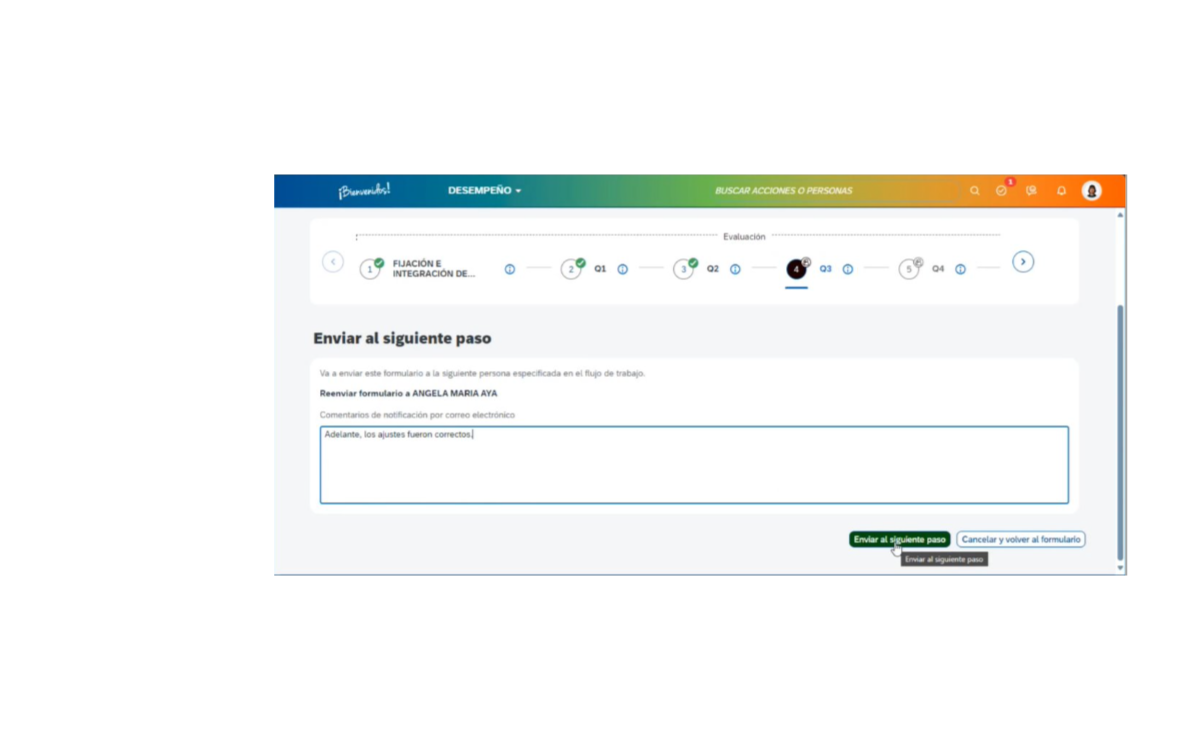 ¡Bienvenidos!
DESEMPEÑO
BUSCAR ACCIONES O PERSONAS
1
Evaluación
1 FIJACIÓN E
INTEGRACIÓN DE...
2 Q1
3 Q2
4 Q3
5 Q4
Enviar al siguiente paso
Va a enviar este formulario a la siguiente persona especificada en el flujo de trabajo.
Reenviar formulario a ANGELA MARIA AYA
Comentarios de notificación por correo electrónico
Adelante, los ajustes fueron correctos.
Enviar al siguiente paso
Cancelar y volver al formulario
Enviar al siguiente paso